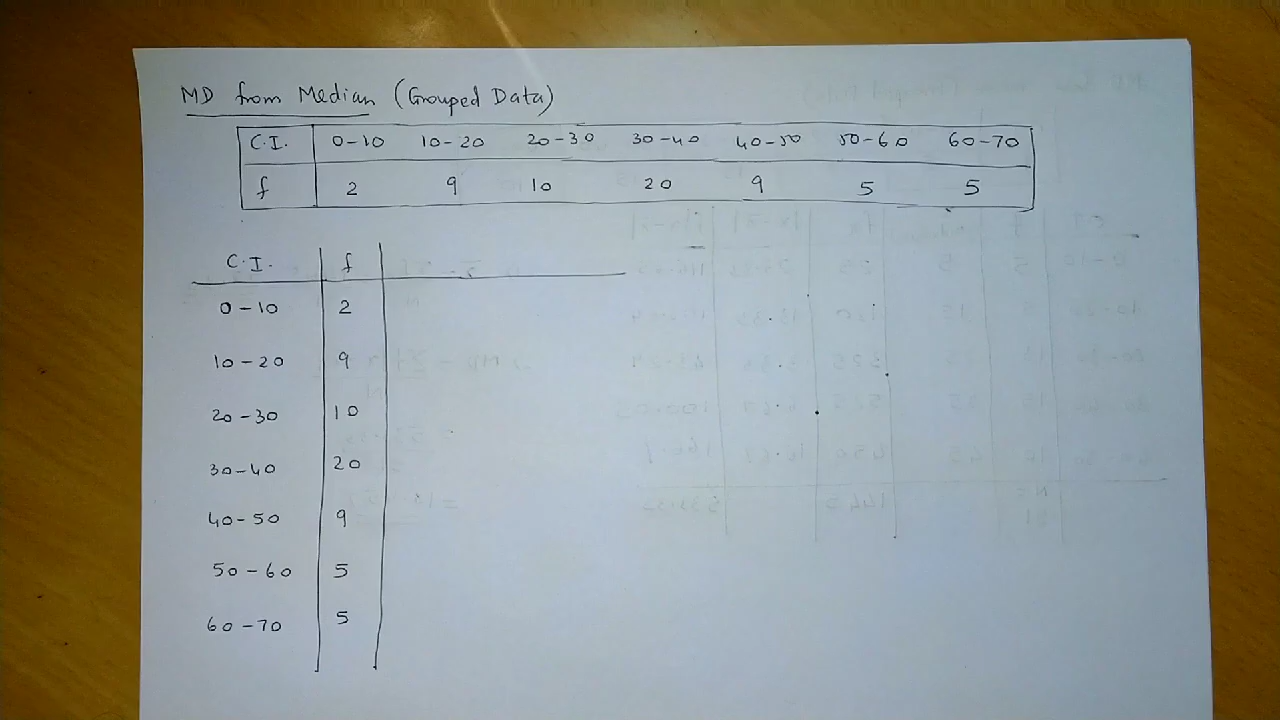 MD from Median (Grouped Data)
C.I. 0-10 10-20 20-30 30-40 40-50 50-60 60-70
f 2 9 10 20 9 5 5
C.I. f
0-10 2
10-20 9
20-30 10
30-40 20
40-50 9
50-60 5
60-70 5